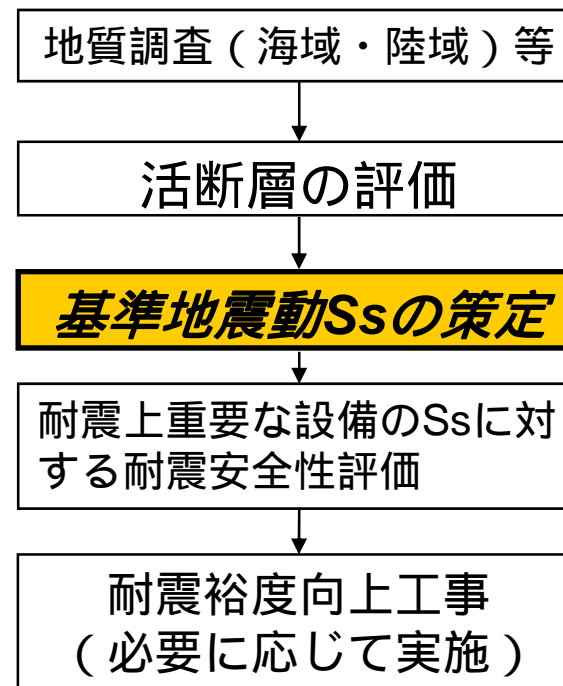 地質調査（海域・陸域）等
活断層の評価
基準地震動Ssの策定
耐震上重要な設備のSsに対
する耐震安全性評価
耐震裕度向上工事
（必要に応じて実施）